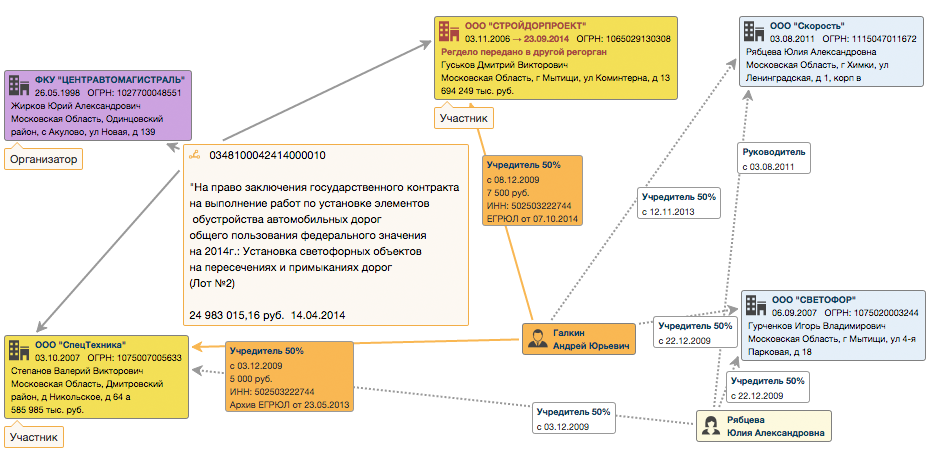 ООО "СТРОЙДОРПРОЕКТ"
03.11.2006 → 23.09.2014 ОГРН: 1065029130308
Регдело передано в другой регорган
Гуськов Дмитрий Викторович
Московская Область, г Мытищи, ул Коминтерна, д 13
694 249 тыс. руб.
Участник
ООО "Скорость"
03.08.2011 ОГРН: 1115047011672
Рябцева Юлия Александровна
Московская Область, г Химки, ул
Ленинградская, д 1, корп в
ФКУ "ЦЕНТРАВТОМАГИСТРАЛЬ"
26.05.1998 ОГРН: 1027700048551
Жирков Юрий Александрович
Московская Область, Одинцовский
район, с Акулово, ул Новая, д 139
Организатор
0348100042414000010
"На право заключения государственного контракта
на выполнение работ по установке элементов
обустройства автомобильных дорог
общего пользования федерального значения
на 2014г.: Установка светофорных объектов
на пересечениях и примыканиях дорог
(Лот №2)
24 983 015,16 руб. 14.04.2014
Учредитель 50%
с 08.12.2009
7 500 руб.
ИНН: 502503222744
ЕГРЮЛ от 07.10.2014
Руководитель
с 03.08.2011
Учредитель 50%
с 12.11.2013
ООО "СВЕТОФОР"
06.09.2007 ОГРН: 1075020003244
Гурченков Игорь Владимирович
Московская Область, г Мытищи, ул 4-я
Парковая, д 18
Учредитель 50%
с 22.12.2009
Галкин
Андрей Юрьевич
ООО "СпецТехника"
03.10.2007 ОГРН: 1075007005633
Степанов Валерий Викторович
Московская Область, Дмитровский
район, д Никольское, д 64 а
585 985 тыс. руб.
Участник
Учредитель 50%
с 03.12.2009
5 000 руб.
ИНН: 502503222744
Архив ЕГРЮЛ от 23.05.2013
Учредитель 50%
с 22.12.2009
Учредитель 50%
с 03.12.2009
Рябцева
Юлия Александровна